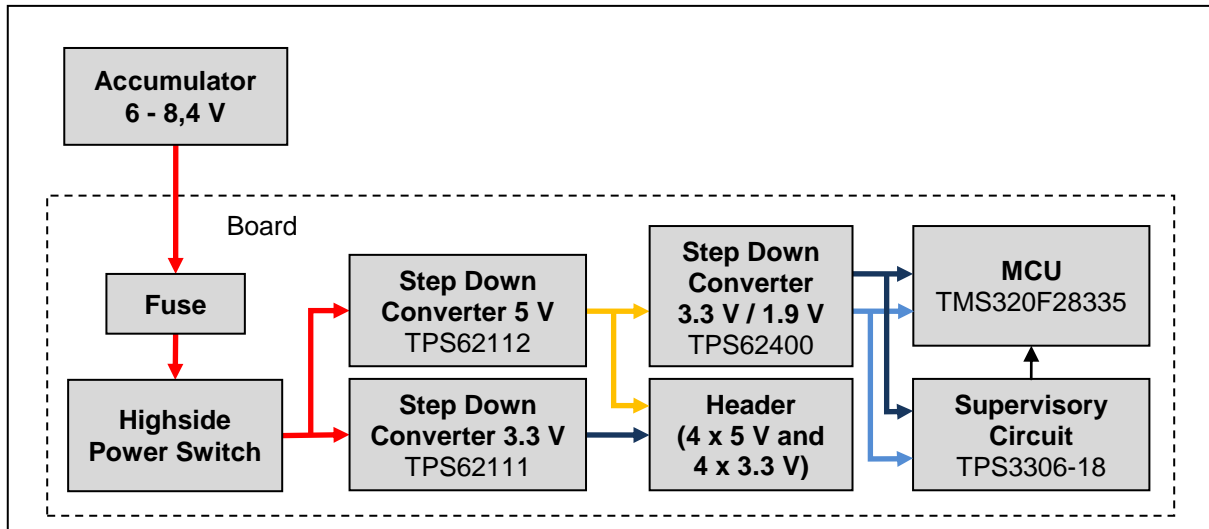 Accumulator
6 - 8,4 V
Board
Fuse
Highside
Power Switch
Step Down
Converter 5 V
TPS62112
Step Down
Converter 3.3 V
TPS62111
Step Down
Converter
3.3 V / 1.9 V
TPS62400
Header
(4 x 5 V and
4 x 3.3 V)
MCU
TMS320F28335
Supervisory
Circuit
TPS3306-18